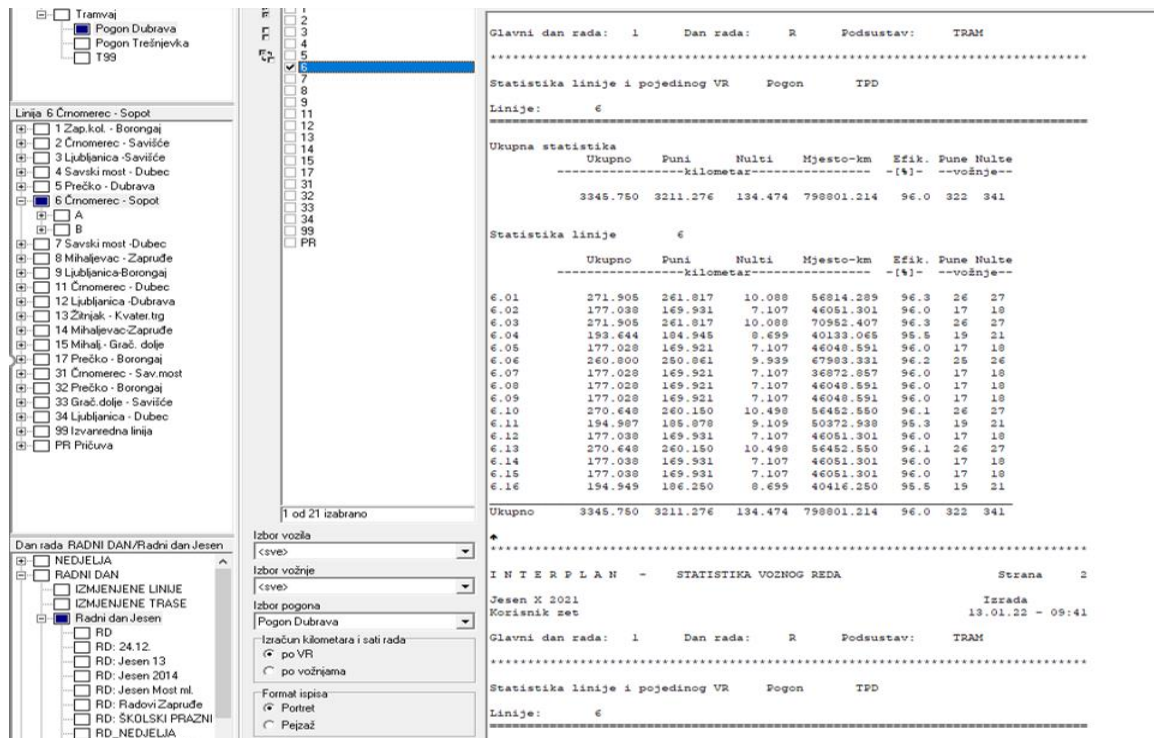 Tramvaj
Pogon Dubrava
Pogon Trešnjevka
T99
Linija 6 Črnomerec - Sopot
1 Zap.kol. - Borongaj
2 Črnomerec - Savišće
3 Ljubljanica -Savišće
4 Savski most - Dubec
5 Prečko - Dubrava
6 Črnomerec - Sopot
A
B
7 Savski most -Dubec
8 Mihaljevac - Zapruđe
9 Ljubljanica-Borongaj
11 Črnomerec - Dubec
12 Ljubljanica -Dubrava
13 Žitnjak - Kvater.trg
14 Mihaljevac-Zapruđe
15 Mihalj.- Grač. dolje
17 Prečko - Borongaj
31 Črnomerec - Sav.most
32 Prečko - Borongaj
33 Grač.dolje - Savišće
34 Ljubljanica - Dubec
99 Izvanredna linija
PR Pričuva
Dan rada RADNI DAN/Radni dan Jesen
NEDJELJA
RADNI DAN
IZMJENJENE LINIJE
IZMJENJENE TRASE
Radni dan Jesen
RD
RD: 24.12.
RD: Jesen 13
RD: Jesen 2014
RD: Jesen Most ml.
RD: Radovi Zapruđe
RD: ŠKOLSKI PRAZNI
RD_NEDJELJA
1
2
3
4
5
6
7
8
9
11
12
13
14
15
17
31
32
33
34
99
PR
1 od 21 izabrano
Izbor vozila
<sve>
Izbor vožnje
<sve>
Izbor pogona
Pogon Dubrava
Izračun kilometara i sati rada
po VR
po vožnjama
Format ispisa
Portret
Pejzaž
Glavni dan rada: 1 Dan rada: R Podsustav: TRAM
Statistika linije i pojedinog VR Pogon TPD
Linije: 6
Ukupna statistika
Ukupno Puni Nulti Mjesto-km Efik. Pune Nulte
-----------------kilometar---------------- -[%]- --vožnje--
3345.750 3211.276 134.474 798801.214 96.0 322 341
Statistika linije 6
Ukupno Puni Nulti Mjesto-km Efik. Pune Nulte
-----------------kilometar---------------- -[%]- --vožnje--
6.01 271.905 261.817 10.088 56814.289 96.3 26 27
6.02 177.038 169.931 7.107 46051.301 96.0 17 18
6.03 271.905 261.817 10.088 70952.407 96.3 26 27
6.04 193.644 184.945 8.699 40133.065 95.5 19 21
6.05 177.028 169.921 7.107 46048.591 96.0 17 18
6.06 260.800 250.861 9.939 67983.331 96.2 25 26
6.07 177.028 169.921 7.107 36872.857 96.0 17 18
6.08 177.028 169.921 7.107 46048.591 96.0 17 18
6.09 177.028 169.921 7.107 46048.591 96.0 17 18
6.10 270.648 260.150 10.498 56452.550 96.1 26 27
6.11 194.987 185.878 9.109 50372.938 95.3 19 21
6.12 177.038 169.931 7.107 46051.301 96.0 17 18
6.13 270.648 260.150 10.498 56452.550 96.1 26 27
6.14 177.038 169.931 7.107 46051.301 96.0 17 18
6.15 177.038 169.931 7.107 46051.301 96.0 17 18
6.16 194.949 186.250 8.699 40416.250 95.5 19 21
Ukupno 3345.750 3211.276 134.474 798801.214 96.0 322 341
I N T E R P L A N - STATISTIKA VOZNOG REDA Strana 2
Jesen X 2021 Izrada
Korisnik zet 13.01.22 - 09:41
Glavni dan rada: 1 Dan rada: R Podsustav: TRAM
Statistika linije i pojedinog VR Pogon TPD
Linije: 6